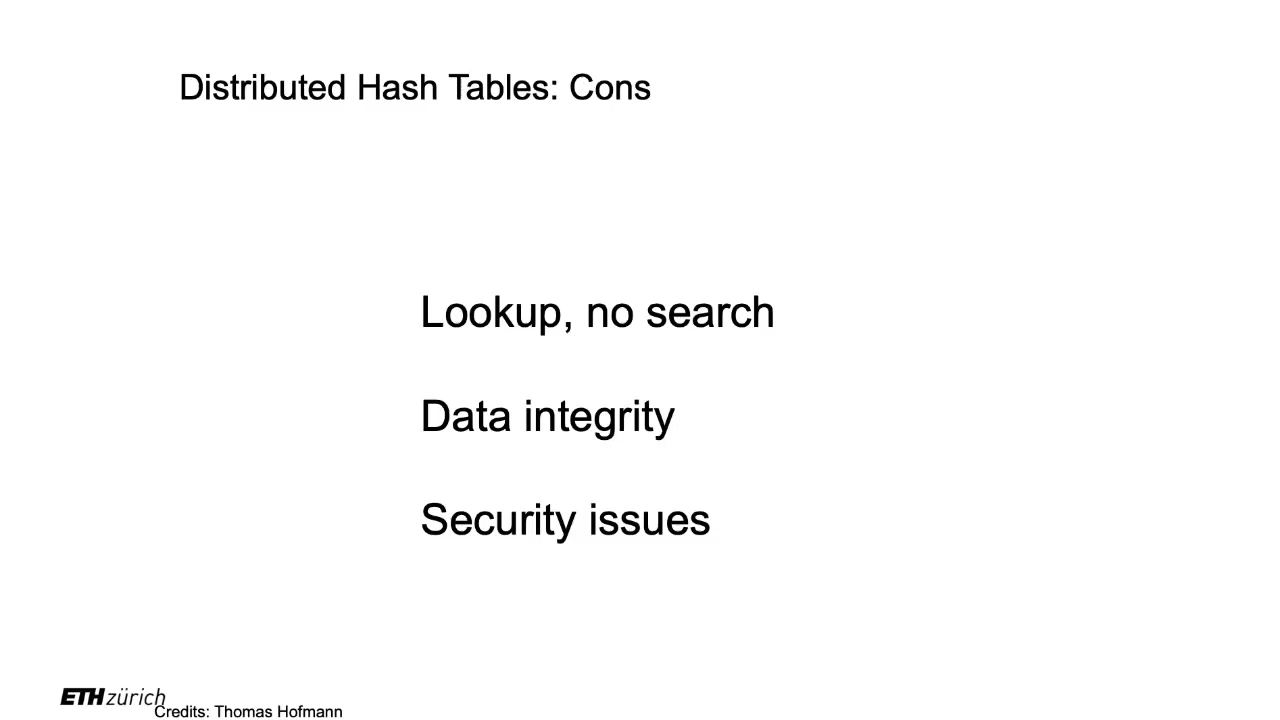 Distributed Hash Tables: Cons
Lookup, no search
Data integrity
Security issues
ETH zürich
Credits: Thomas Hofmann